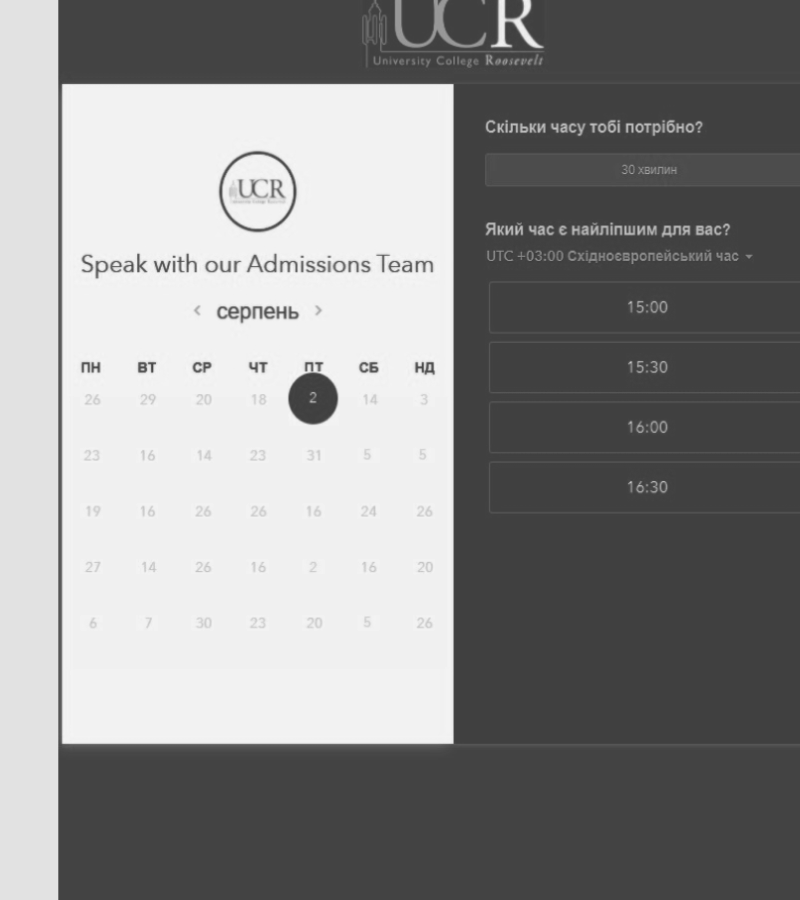 UCR
University College Roosevelt
UCR
Speak with our Admissions Team
< серпень >
ПН ВТ СР ЧТ ПТ СБ НД
26 29 20 18 2 14 3
23 16 14 23 31 5 5
19 16 26 26 16 24 26
27 14 26 16 2 16 20
6 7 30 23 20 5 26
Скільки часу тобі потрібно?
30 хвилин
Який час є найліпшим для вас?
UTC +03:00 Східноєвропейський час
15:00
15:30
16:00
16:30